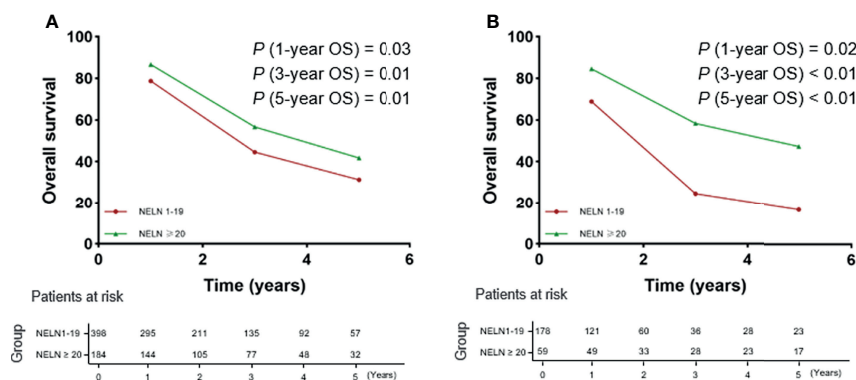 A
P (1-year OS) = 0.03
P (3-year OS) = 0.01
P (5-year OS) = 0.01
Overall survival
100
80
60
40
20
0
NELN 1-19
NELN ≥ 20
0 2 4 6
Time (years)
Patients at risk
Group
NELN1-19 398 295 211 135 92 57
NELN ≥ 20 184 144 105 77 48 32
0 1 2 3 4 5 (Years)
B
P (1-year OS) = 0.02
P (3-year OS) < 0.01
P (5-year OS) < 0.01
Overall survival
100
80
60
40
20
0
NELN 1-19
NELN ≥ 20
0 2 4 6
Time (years)
Patients at risk
Group
NELN1-19 178 121 60 36 28 23
NELN ≥ 20 59 49 33 28 23 17
0 1 2 3 4 5 (Years)